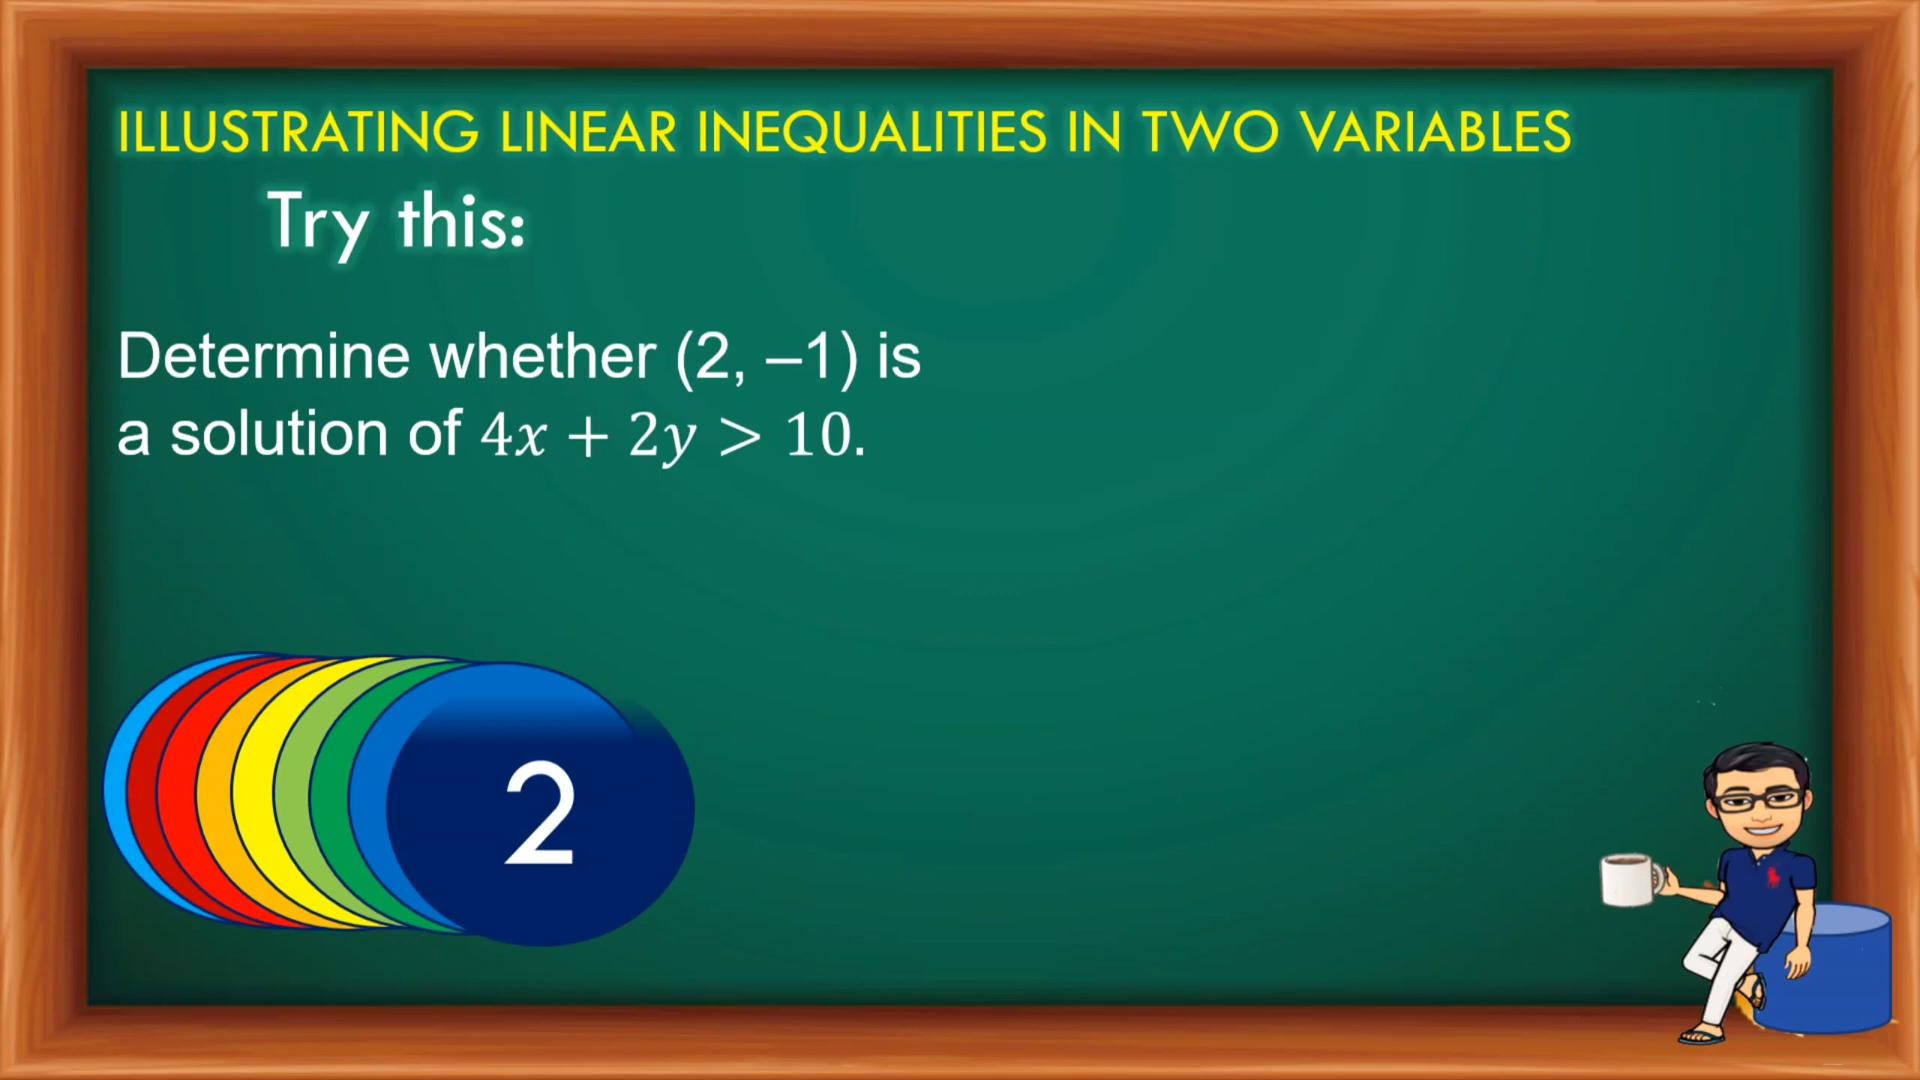 ILLUSTRATING LINEAR INEQUALITIES IN TWO VARIABLES
Try this:
Determine whether (2, –1) is
a solution of 4x + 2y > 10.
2